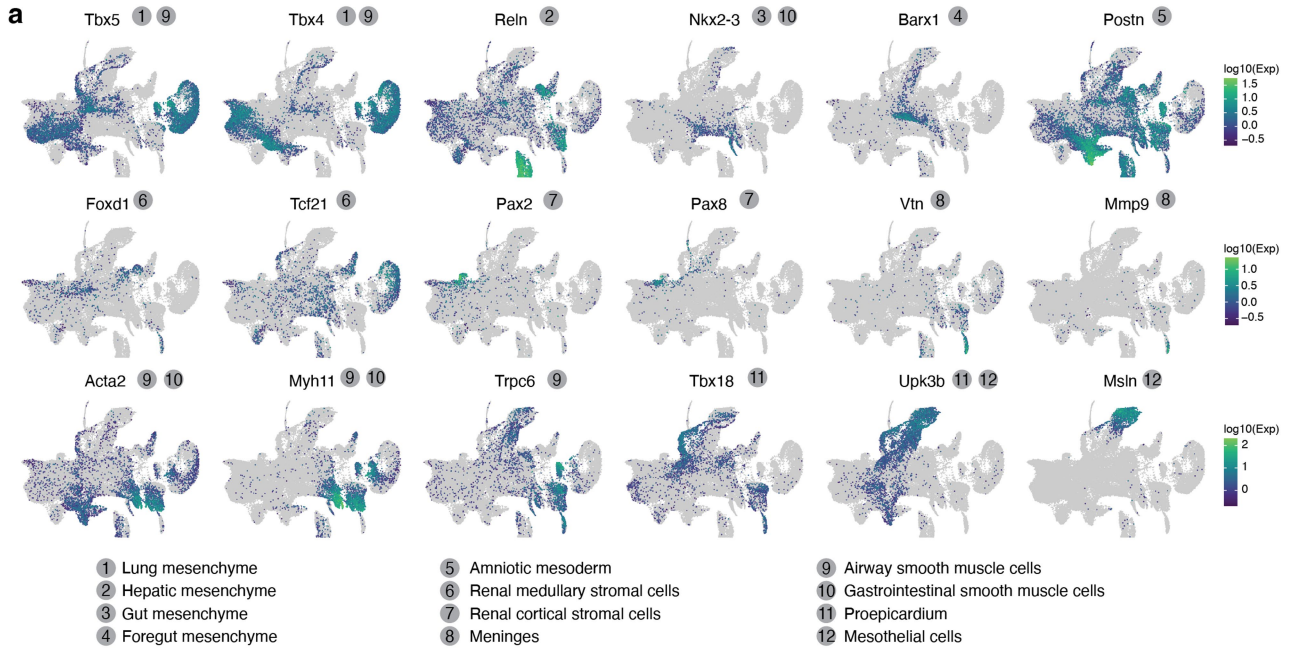 a
Tbx5 1 9 Tbx4 1 9 Reln 2 Nkx2-3 3 10 Barx1 4 Postn 5
log10(Exp)
1.5
1.0
0.5
0.0
−0.5
Foxd1 6 Tcf21 6 Pax2 7 Pax8 7 Vtn 8 Mmp9 8
log10(Exp)
1.0
0.5
0.0
−0.5
Acta2 9 10 Myh11 9 10 Trpc6 9 Tbx18 11 Upk3b 11 12 Msln 12
log10(Exp)
2
1
0
1 Lung mesenchyme
2 Hepatic mesenchyme
3 Gut mesenchyme
4 Foregut mesenchyme
5 Amniotic mesoderm
6 Renal medullary stromal cells
7 Renal cortical stromal cells
8 Meninges
9 Airway smooth muscle cells
10 Gastrointestinal smooth muscle cells
11 Proepicardium
12 Mesothelial cells